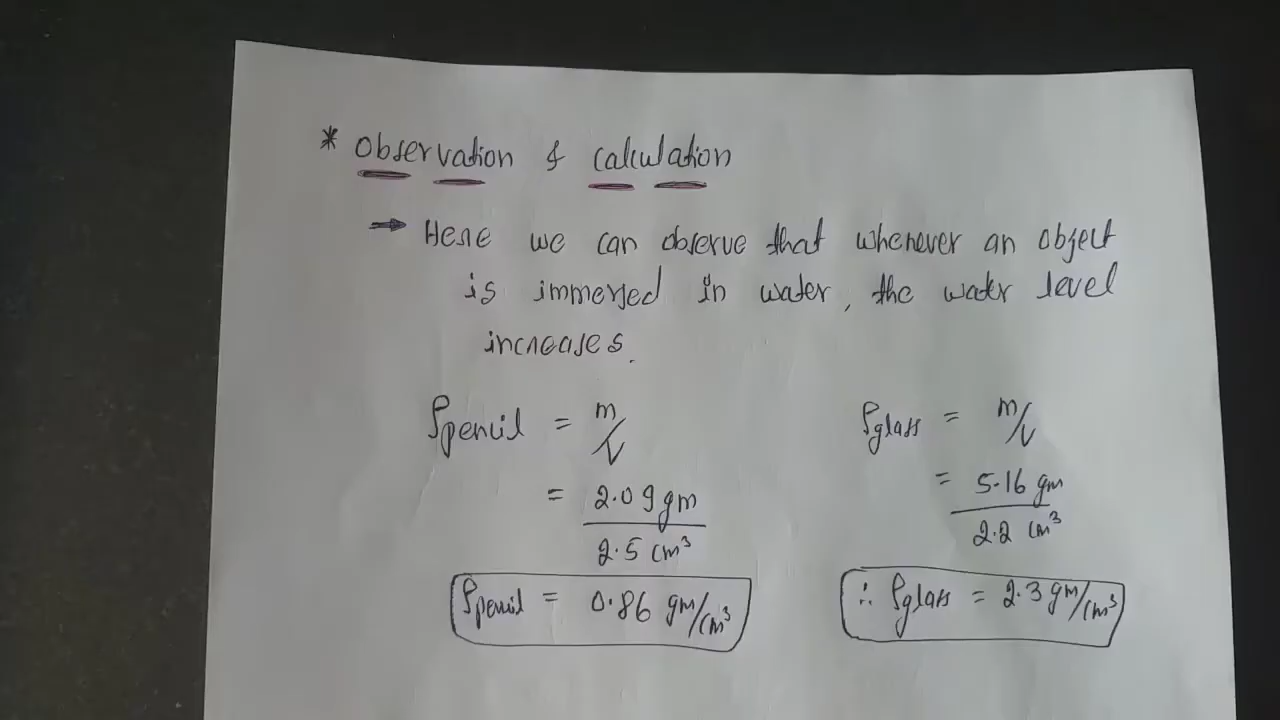 * Observation & calculation
→ Here we can observe that whenever an object
is immersed in water, the water level
increases.
ρpencil = m/v
= 2.09 gm
2.5 cm³
ρpencil = 0.86 gm/cm³
ρglass = m/v
= 5.16 gm
2.2 cm³
∴ ρglass = 2.3 gm/cm³